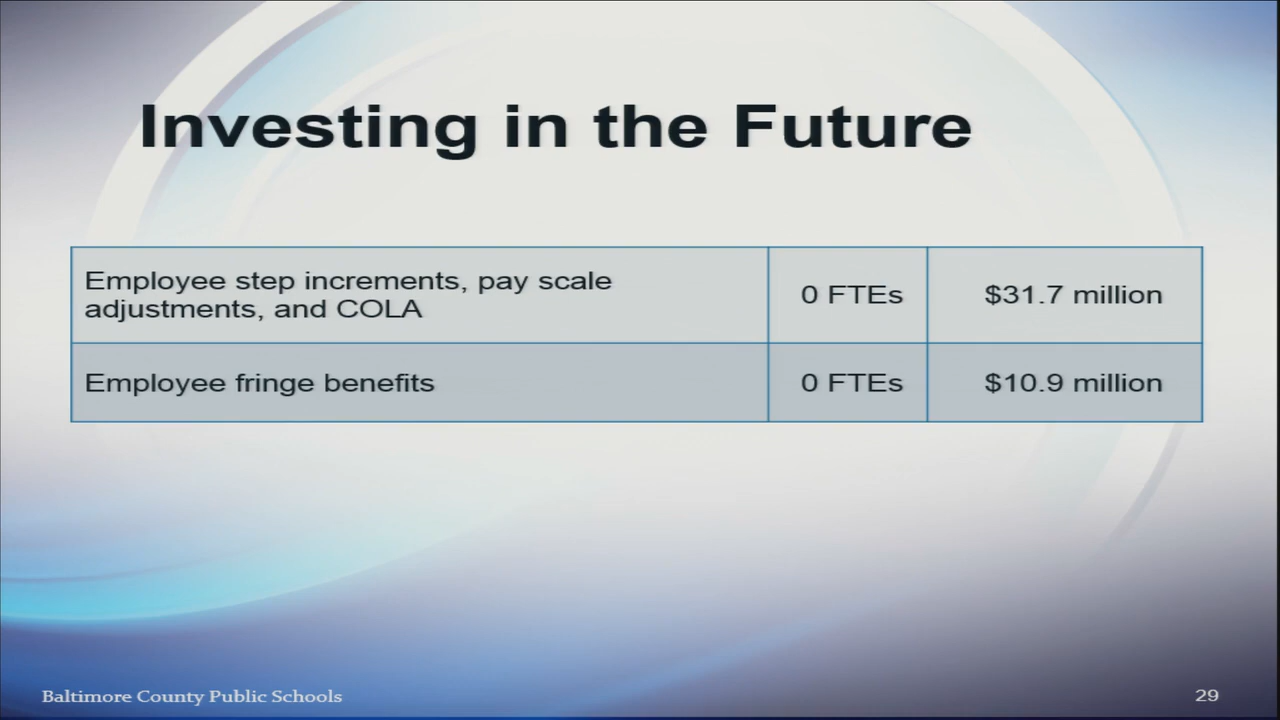 Investing in the Future
Employee step increments, pay scale
adjustments, and COLA
0 FTEs
$31.7 million
Employee fringe benefits
0 FTEs
$10.9 million
Baltimore County Public Schools
29